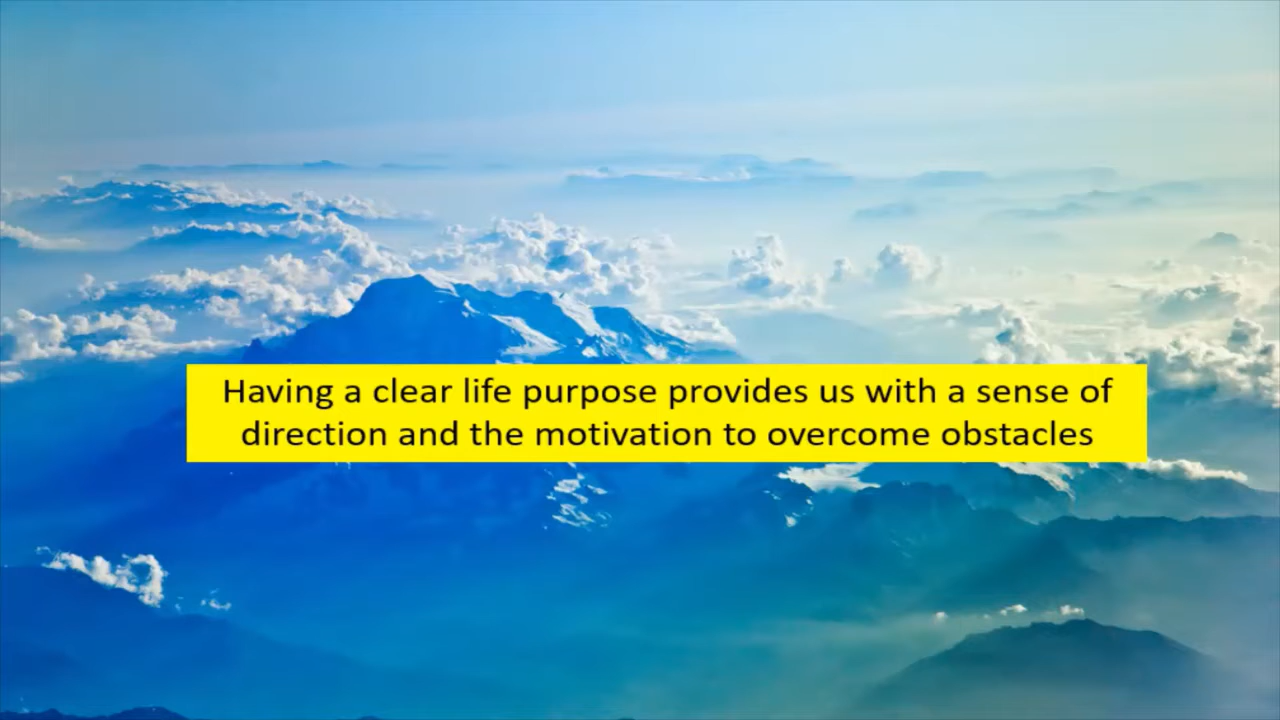 Having a clear life purpose provides us with a sense of
direction and the motivation to overcome obstacles